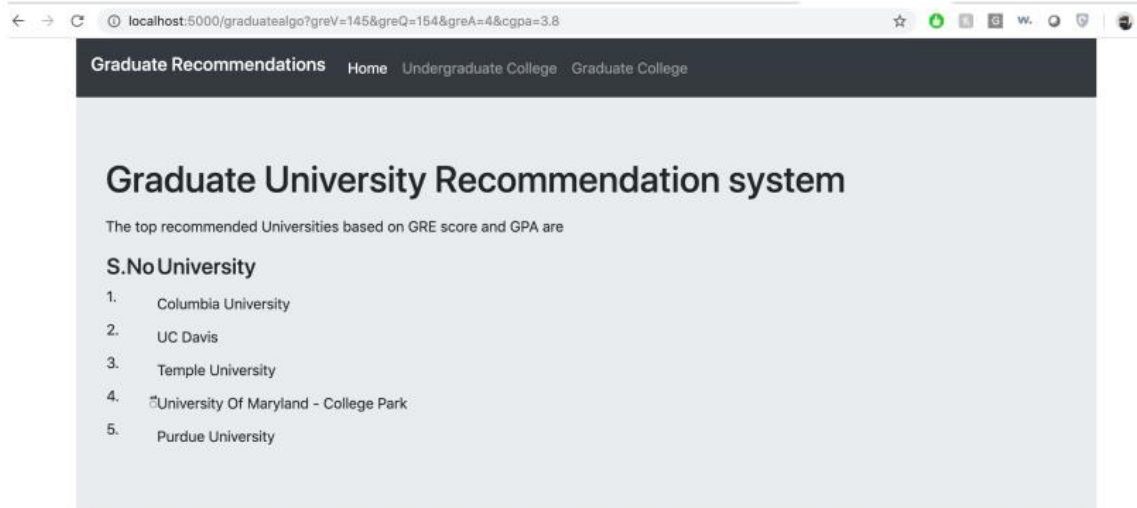 localhost:5000/graduatealgo?greV=145&greQ=154&greA=4&cgpa=3.8
Graduate Recommendations Home Undergraduate College Graduate College
Graduate University Recommendation system
The top recommended Universities based on GRE score and GPA are
S.No University
1. Columbia University
2. UC Davis
3. Temple University
4. University Of Maryland - College Park
5. Purdue University